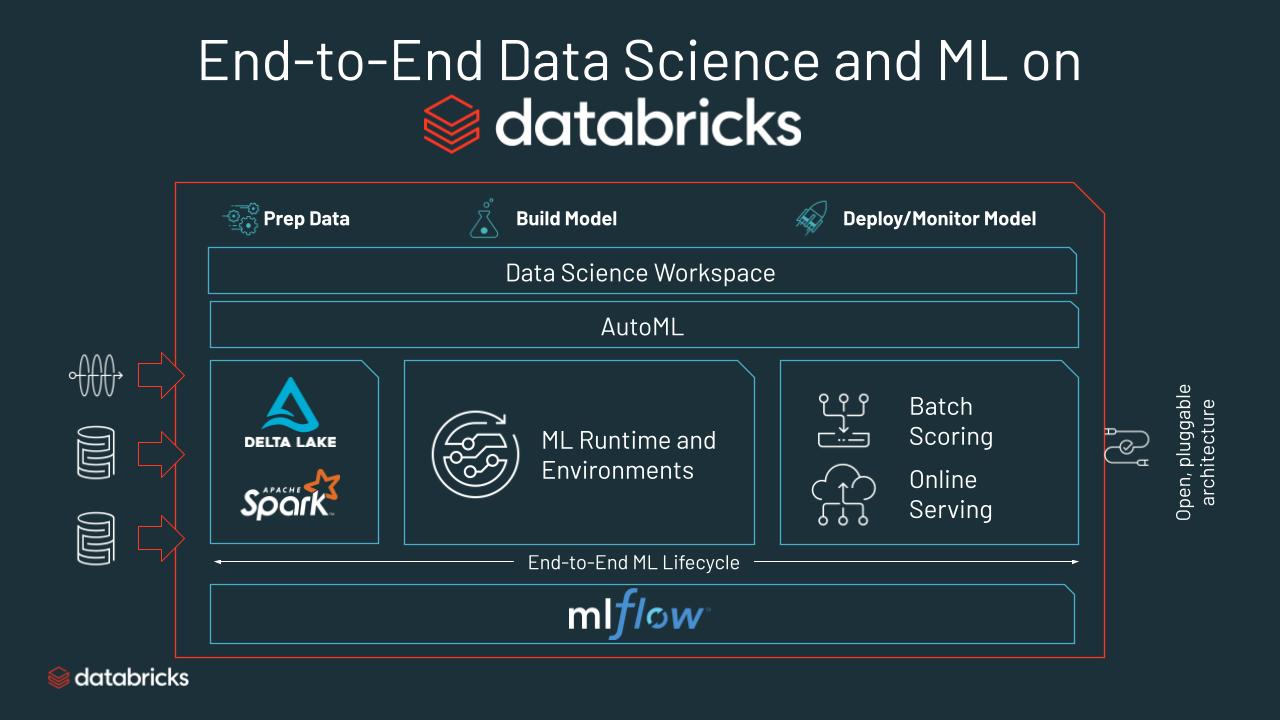 End-to-End Data Science and ML on
databricks
Prep Data
Build Model
Deploy/Monitor Model
Data Science Workspace
AutoML
DELTA LAKE
APACHE
Spark™
ML Runtime and
Environments
Batch
Scoring
Online
Serving
Open, pluggable
architecture
End-to-End ML Lifecycle
mlflow™
databricks